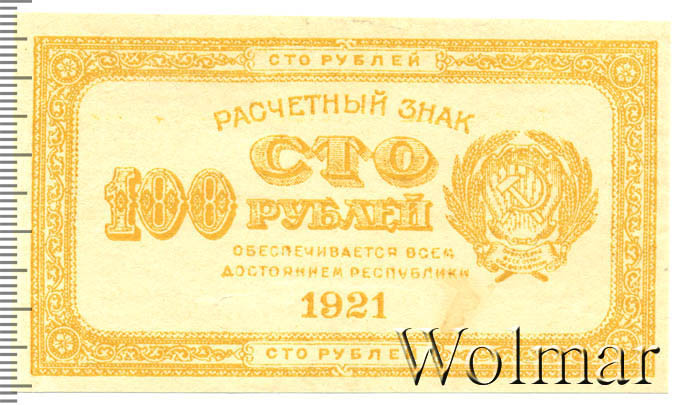 СТО РУБЛЕЙ
РАСЧЕТНЫЙ ЗНАК
100 СТО
РУБЛЕЙ
ОБЕСПЕЧИВАЕТСЯ ВСЕМ
ДОСТОЯНИЕМ РЕСПУБЛИКИ
1921
СТО РУБЛЕЙ
Wolmar